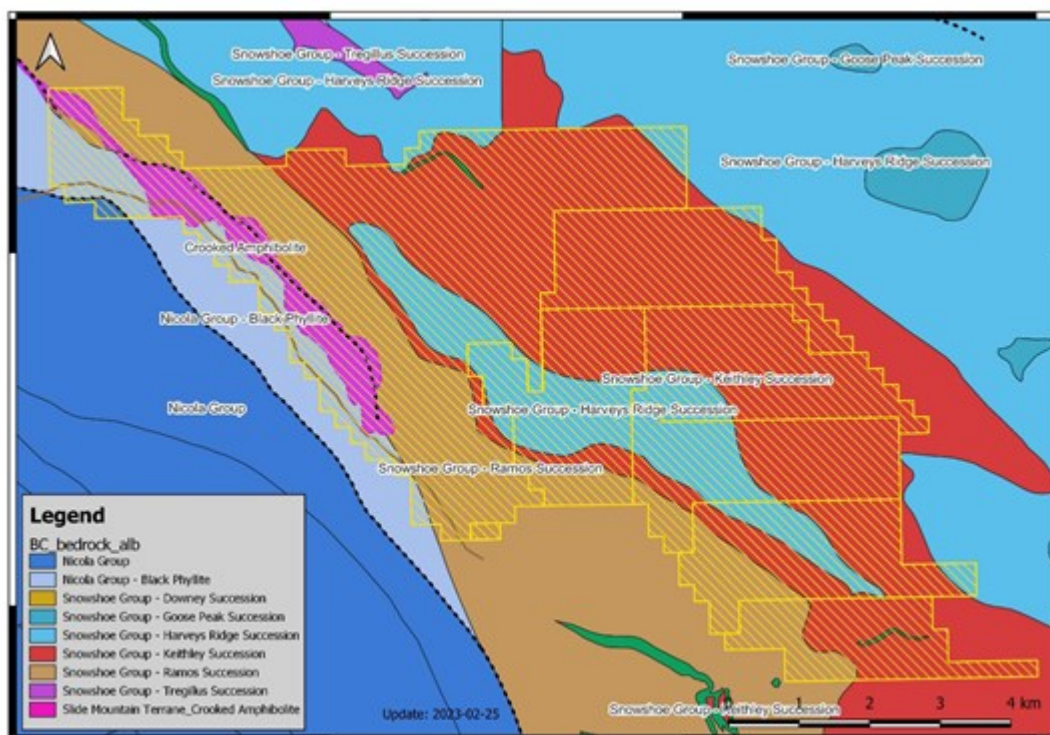 Snowshoe Group - Tregillus Succession
Snowshoe Group - Goose Peak Succession
Snowshoe Group - Harveys Ridge Succession
Snowshoe Group - Harveys Ridge Succession
Crooked Amphibolite
Nicola Group - Black Phyllite
Snowshoe Group - Keithley Succession
Nicola Group
Snowshoe Group - Harveys Ridge Succession
Snowshoe Group - Ramos Succession
Legend
BC_bedrock_alb
Nicola Group
Nicola Group - Black Phyllite
Snowshoe Group - Downey Succession
Snowshoe Group - Goose Peak Succession
Snowshoe Group - Harveys Ridge Succession
Snowshoe Group - Keithley Succession
Snowshoe Group - Ramos Succession
Snowshoe Group - Tiregillus Succession
Slide Mountain Terrane_Crooked Amphibolite
Update: 2023-02-25
1 2 3 4 km
Snowshoe Group - Keithley Succession